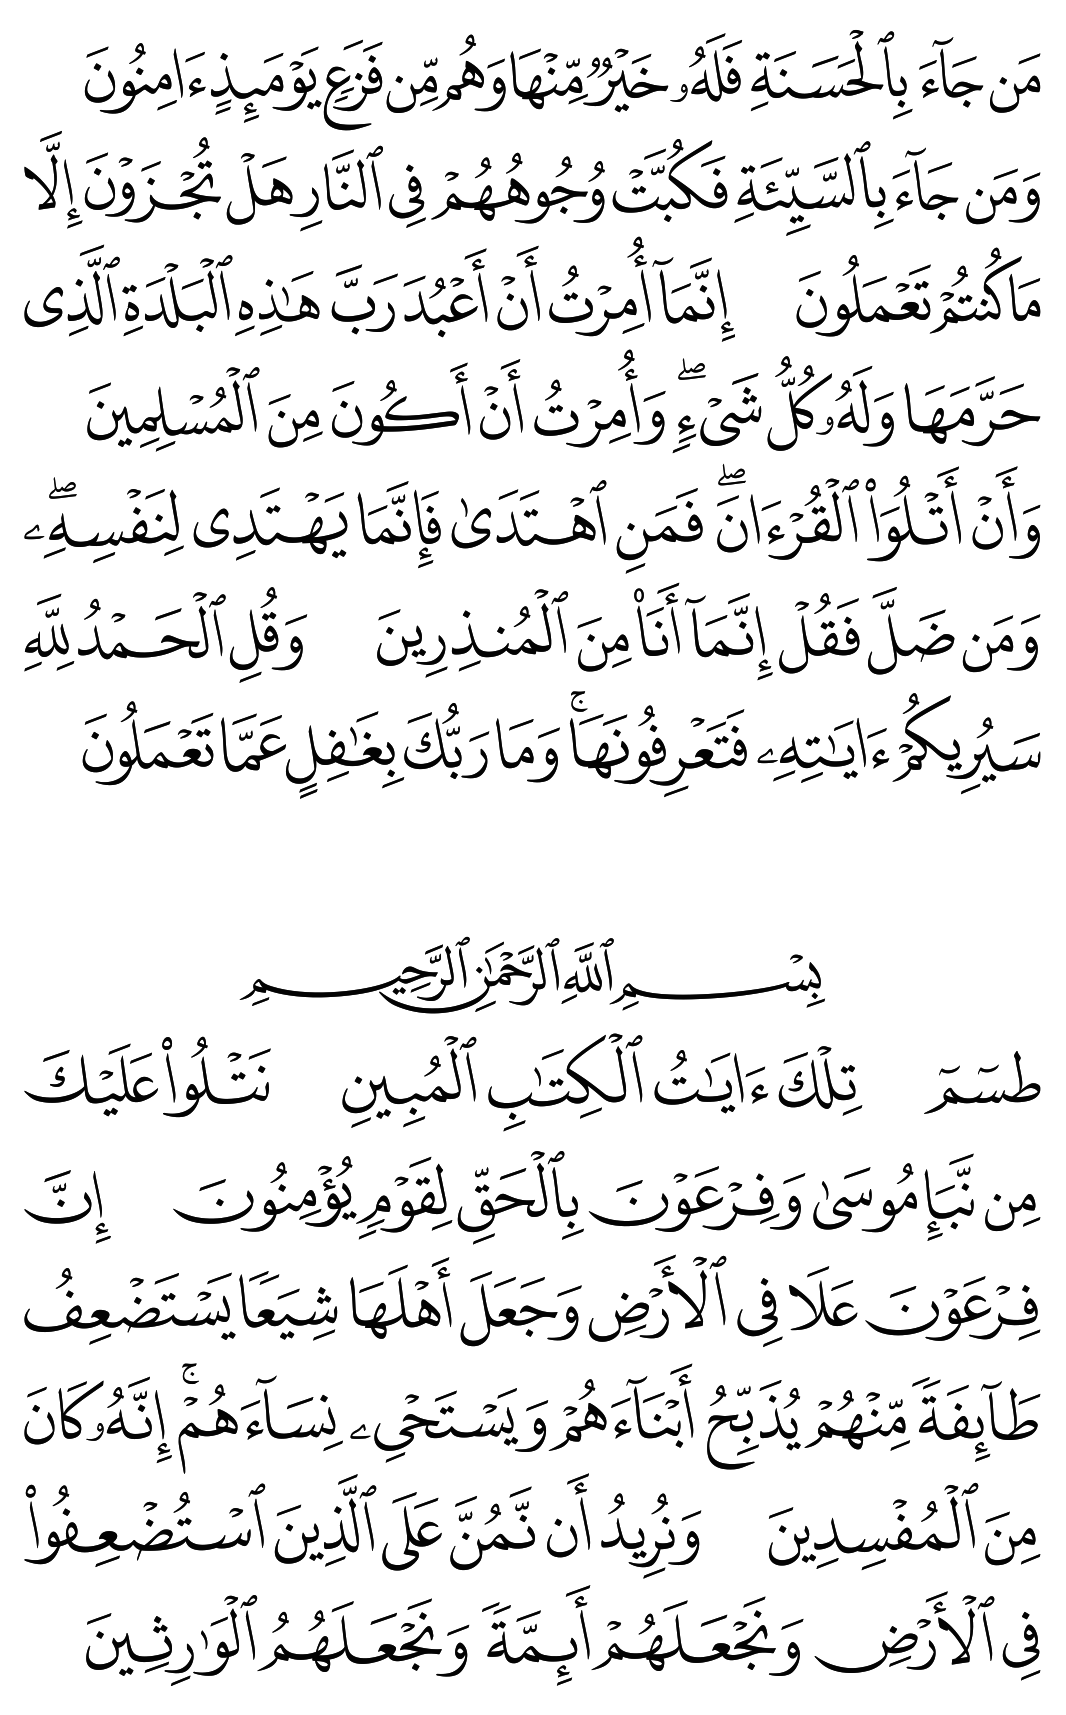 مَن جَآءَ بِٱلْحَسَنَةِ فَلَهُۥ خَيْرٌۭ مِّنْهَا وَهُم مِّن فَزَعٍۢ يَوْمَئِذٍ ءَامِنُونَ
وَمَن جَآءَ بِٱلسَّيِّئَةِ فَكُبَّتْ وُجُوهُهُمْ فِى ٱلنَّارِ هَلْ تُجْزَوْنَ إِلَّا
مَا كُنتُمْ تَعْمَلُونَ إِنَّمَآ أُمِرْتُ أَنْ أَعْبُدَ رَبَّ هَـٰذِهِ ٱلْبَلْدَةِ ٱلَّذِى
حَرَّمَهَا وَلَهُۥ كُلُّ شَىْءٍۢ ۖ وَأُمِرْتُ أَنْ أَكُونَ مِنَ ٱلْمُسْلِمِينَ
وَأَنْ أَتْلُوَا۟ ٱلْقُرْءَانَ ۖ فَمَنِ ٱهْتَدَىٰ فَإِنَّمَا يَهْتَدِى لِنَفْسِهِۦ ۖ
وَمَن ضَلَّ فَقُلْ إِنَّمَآ أَنَا۠ مِنَ ٱلْمُنذِرِينَ وَقُلِ ٱلْحَمْدُ لِلَّهِ
سَيُرِيكُمْ ءَايَـٰتِهِۦ فَتَعْرِفُونَهَا ۚ وَمَا رَبُّكَ بِغَـٰفِلٍ عَمَّا تَعْمَلُونَ
بِسْمِ ٱللَّهِ ٱلرَّحْمَـٰنِ ٱلرَّحِيمِ
طسٓمٓ تِلْكَ ءَايَـٰتُ ٱلْكِتَـٰبِ ٱلْمُبِينِ نَتْلُوا۟ عَلَيْكَ
مِن نَّبَإِ مُوسَىٰ وَفِرْعَوْنَ بِٱلْحَقِّ لِقَوْمٍۢ يُؤْمِنُونَ إِنَّ
فِرْعَوْنَ عَلَا فِى ٱلْأَرْضِ وَجَعَلَ أَهْلَهَا شِيَعًۭا يَسْتَضْعِفُ
طَآئِفَةًۭ مِّنْهُمْ يُذَبِّحُ أَبْنَآءَهُمْ وَيَسْتَحْىِۦ نِسَآءَهُمْ ۚ إِنَّهُۥ كَانَ
مِنَ ٱلْمُفْسِدِينَ وَنُرِيدُ أَن نَّمُنَّ عَلَى ٱلَّذِينَ ٱسْتُضْعِفُوا۟
فِى ٱلْأَرْضِ وَنَجْعَلَهُمْ أَئِمَّةًۭ وَنَجْعَلَهُمُ ٱلْوَٰرِثِينَ